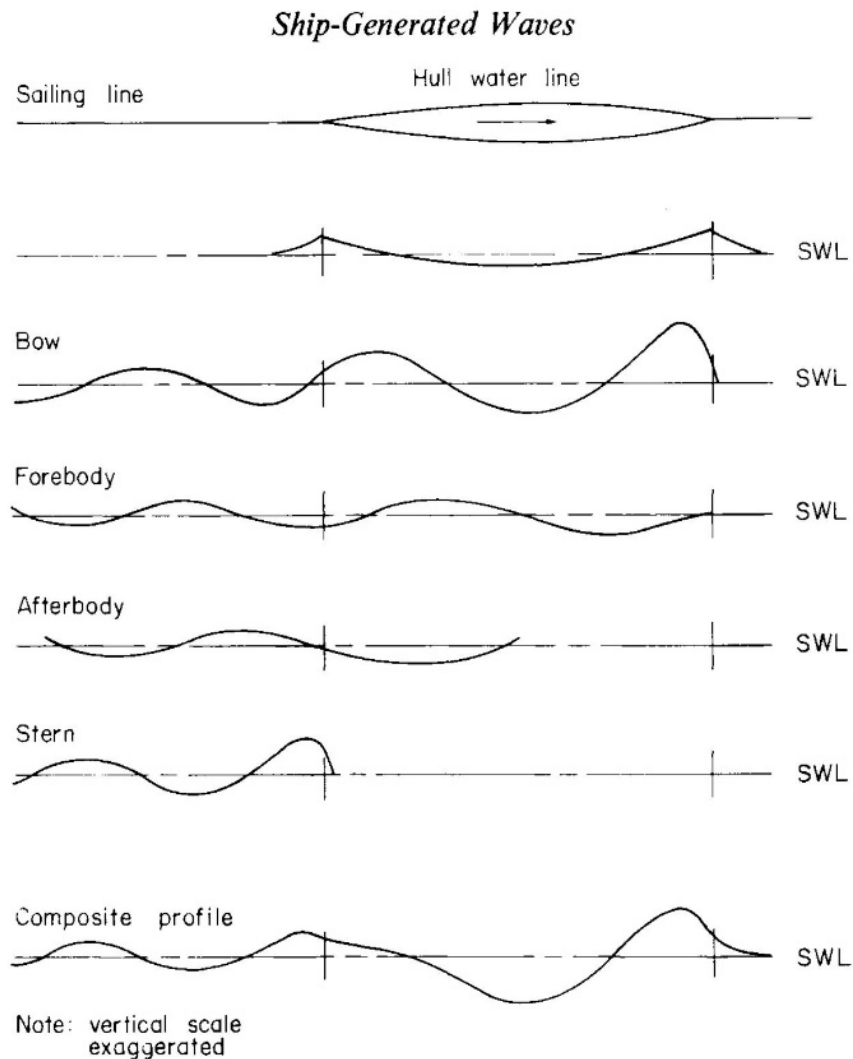 Ship-Generated Waves
Hull water line
Sailing line
SWL
Bow
SWL
Forebody
SWL
Afterbody
SWL
Stern
SWL
Composite profile
SWL
Note: vertical scale
exaggerated